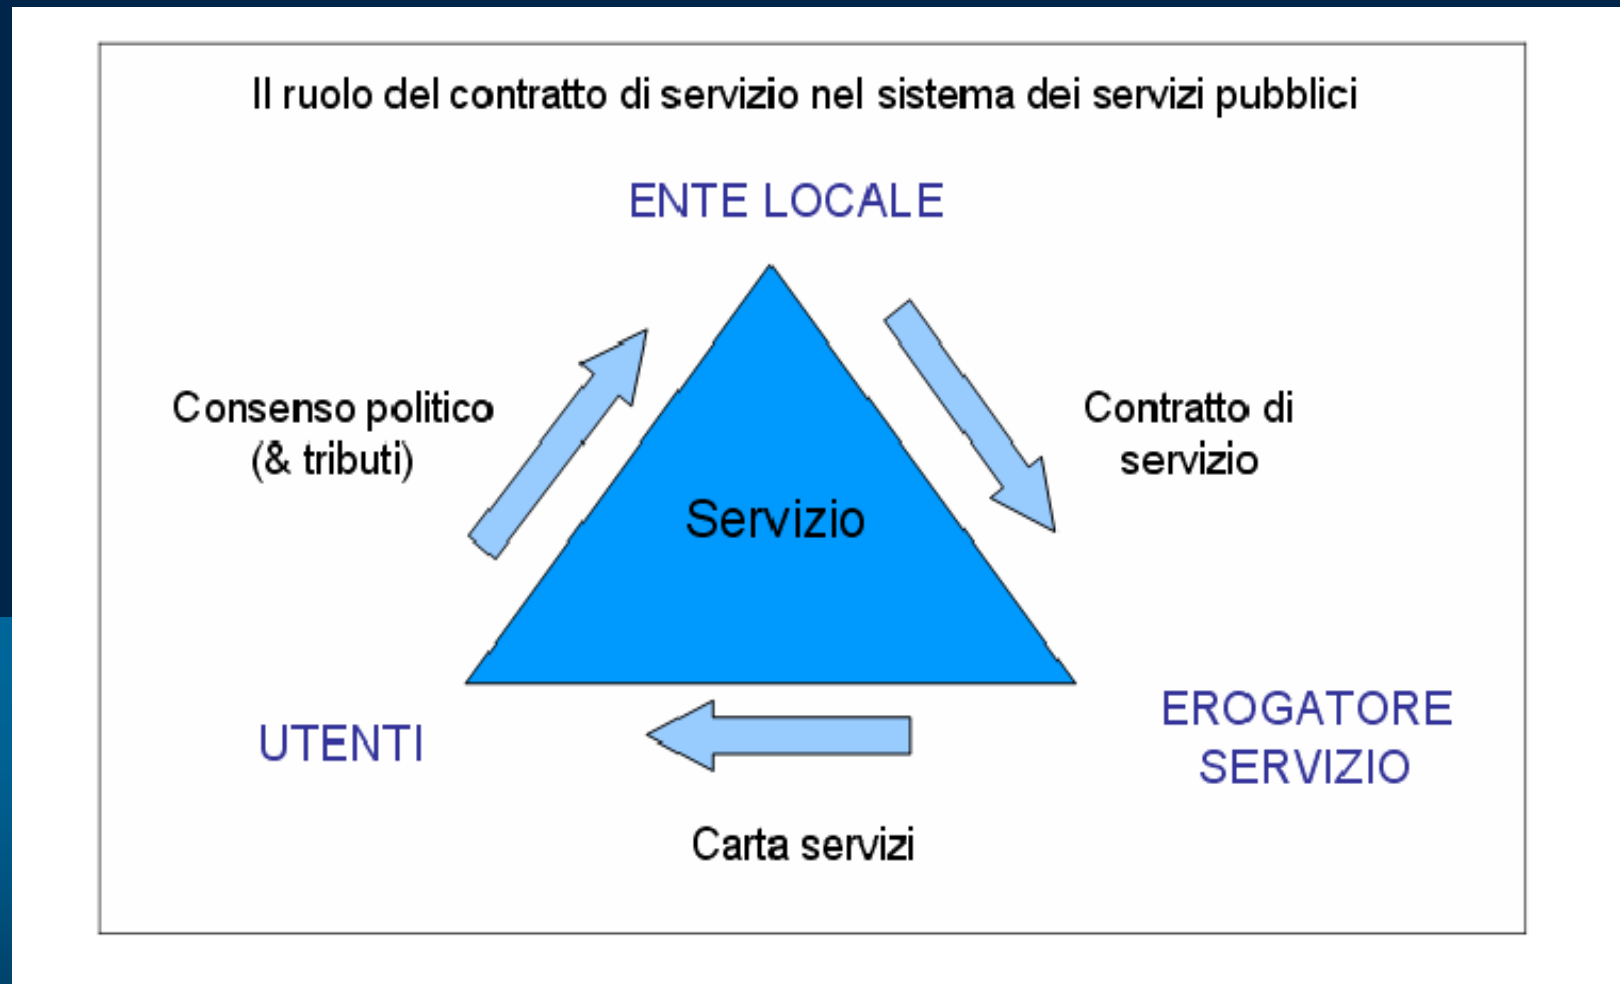 Il ruolo del contratto di servizio nel sistema dei servizi pubblici
ENTE LOCALE
Consenso politico
(& tributi)
Contratto di
servizio
Servizio
UTENTI
EROGATORE
SERVIZIO
Carta servizi